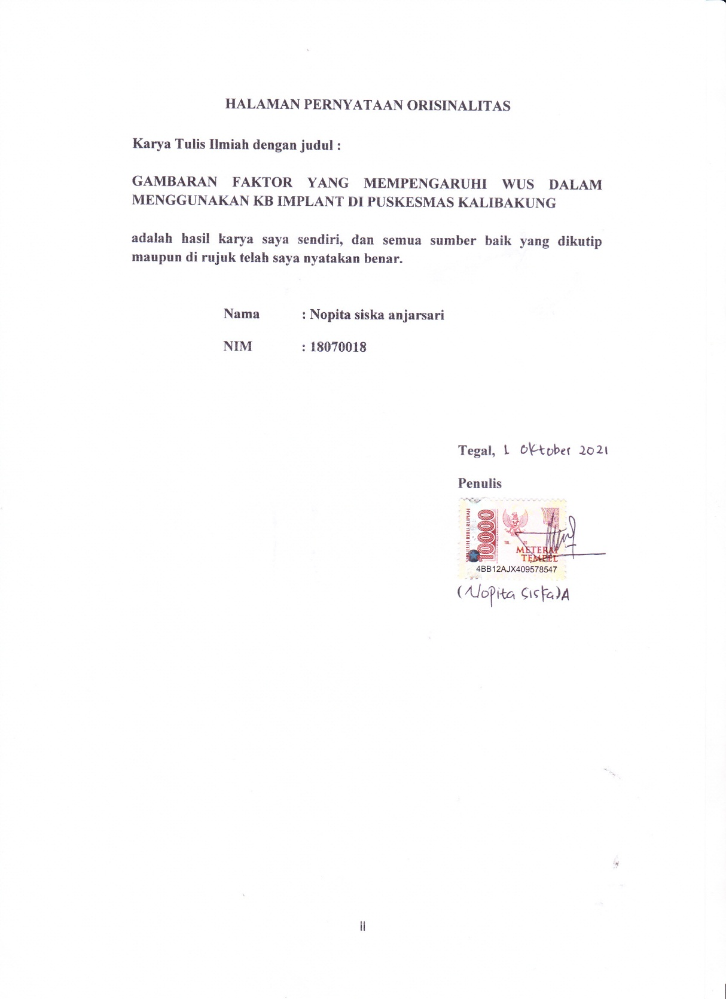 HALAMAN PERNYATAAN ORISINALITAS
Karya Tulis Ilmiah dengan judul :
GAMBARAN FAKTOR YANG MEMPENGARUHI WUS DALAM
MENGGUNAKAN KB IMPLANT DI PUSKESMAS KALIBAKUNG
adalah hasil karya saya sendiri, dan semua sumber baik yang dikutip
maupun di rujuk telah saya nyatakan benar.
Nama : Nopita siska anjarsari
NIM : 18070018
Tegal, 1 Oktober 2021
Penulis
SEPULUH RIBU RUPIAH
10000
TGL. 20
METERAI
TEMPEL
4BB12AJX409578547
(Nopita Siska)A
ii